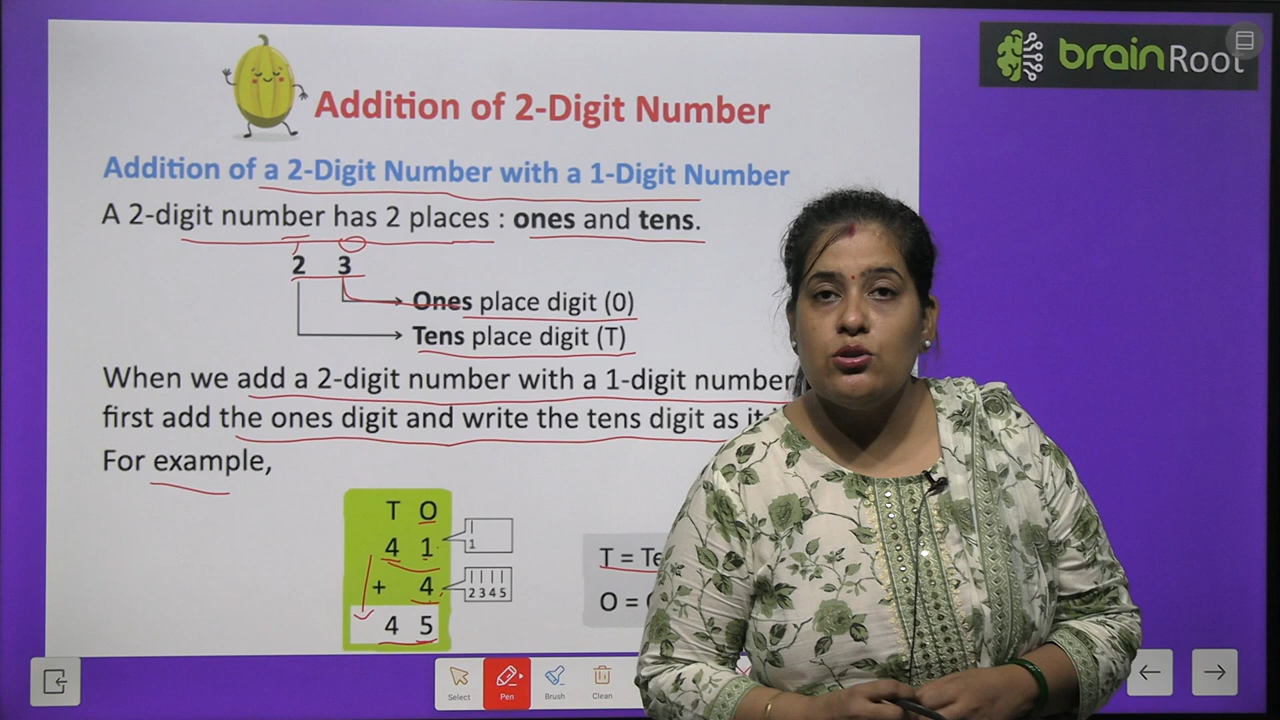 brainRoot
Addition of 2-Digit Number
Addition of a 2-Digit Number with a 1-Digit Number
A 2-digit number has 2 places : ones and tens.
2 3
Ones place digit (0)
Tens place digit (T)
When we add a 2-digit number with a 1-digit number
first add the ones digit and write the tens digit as it
For example,
T O
4 1
1
+ 4
2 3 4 5
4 5
T =
O =
Select
Pen
Brush
Clean